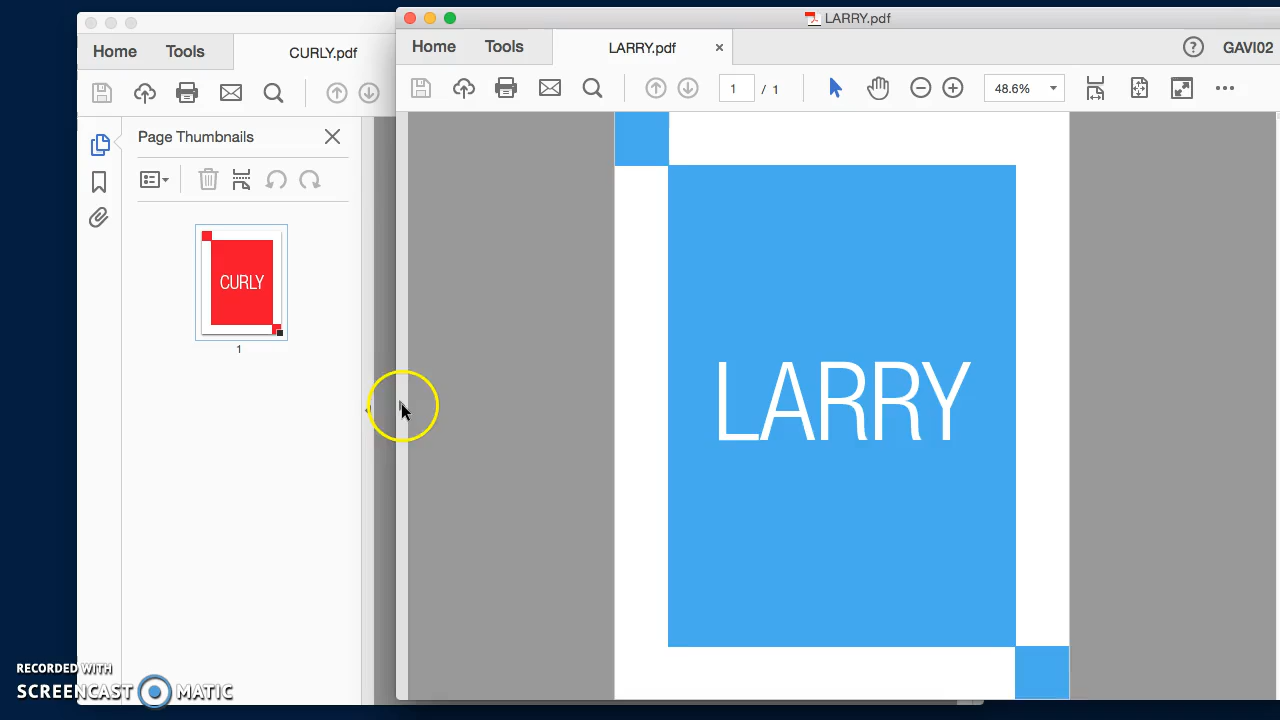 LARRY.pdf
Home Tools CURLY.pdf
Home Tools LARRY.pdf × ? GAVI02
1 / 1 48.6%
Page Thumbnails
CURLY
1
LARRY
RECORDED WITH
SCREENCAST MATIC